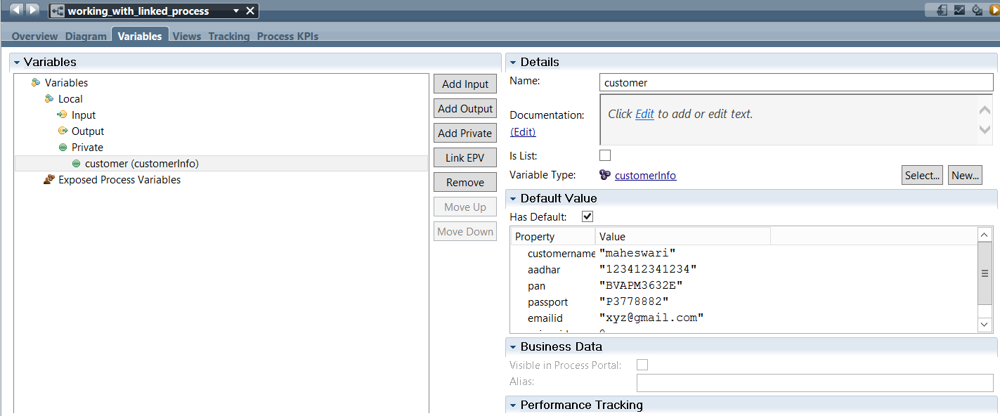 working_with_linked_process
Overview Diagram Variables Views Tracking Process KPIs
Variables
Variables
Local
Input
Output
Private
customer (customerInfo)
Exposed Process Variables
Add Input
Add Output
Add Private
Link EPV
Remove
Move Up
Move Down
Details
Name: customer
Documentation: Click Edit to add or edit text.
(Edit)
Is List:
Variable Type: customerInfo Select... New...
Default Value
Has Default:
Property Value
customername "maheswari"
aadhar "123412341234"
pan "BVAPM3632E"
passport "P3778882"
emailid "xyz@gmail.com"
Business Data
Visible in Process Portal:
Alias:
Performance Tracking